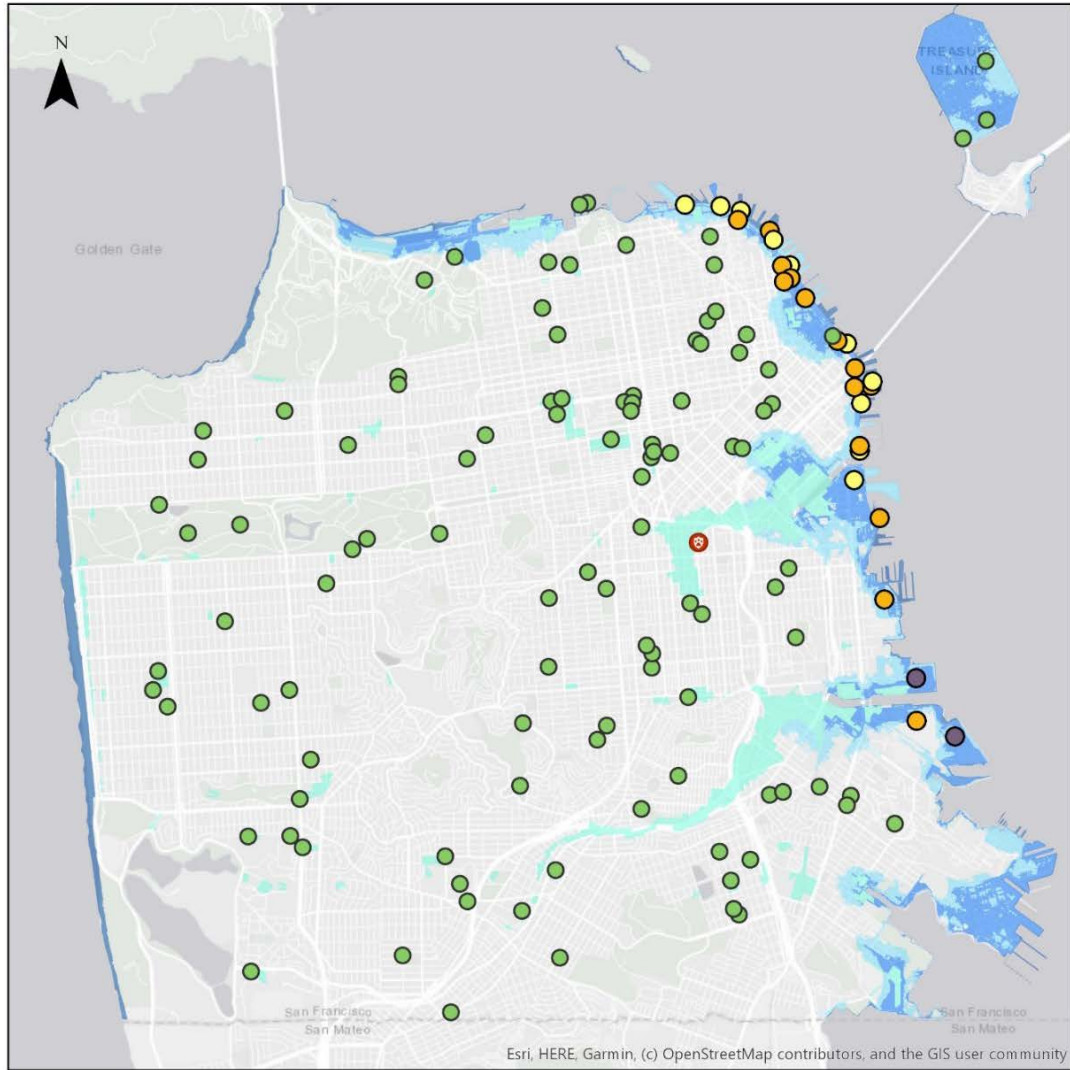 N
TREASURE
ISLAND
Golden Gate
San Francisco
San Mateo
San Francisco
San Mateo
Esri, HERE, Garmin, (c) OpenStreetMap contributors, and the GIS user community